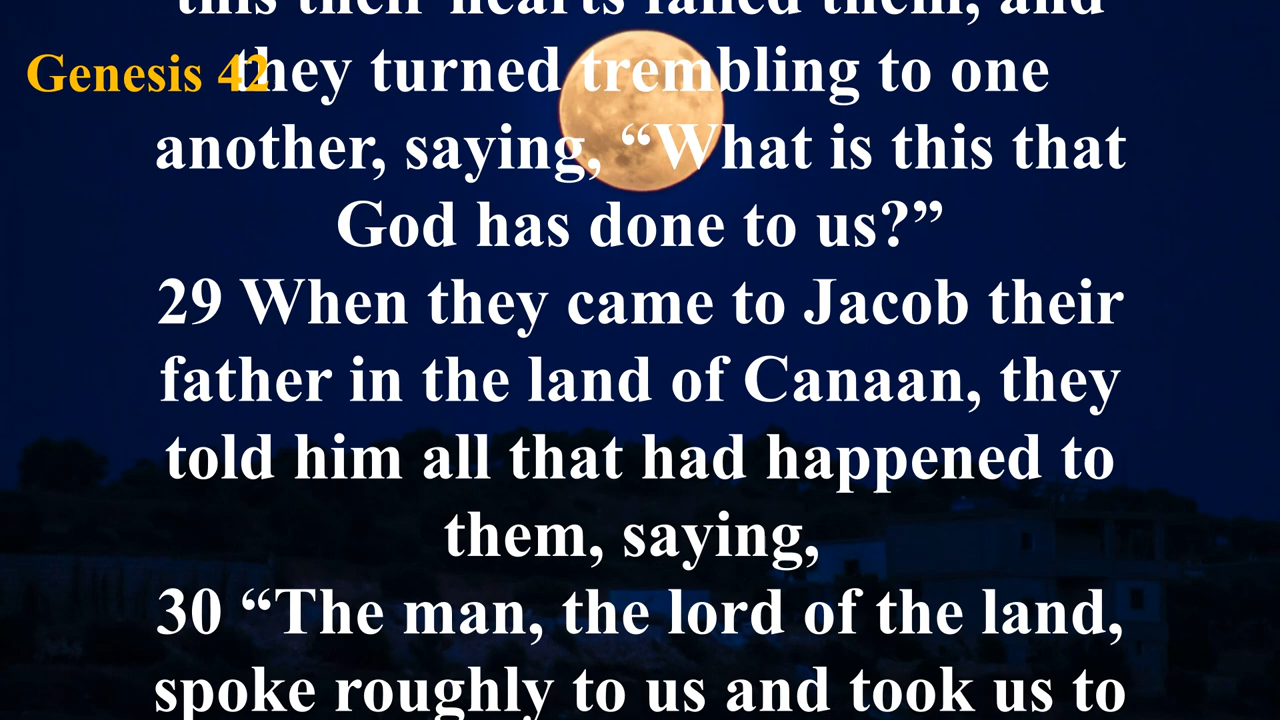 this their hearts failed them, and
Genesis 42
they turned trembling to one
another, saying, “What is this that
God has done to us?”
29 When they came to Jacob their
father in the land of Canaan, they
told him all that had happened to
them, saying,
30 “The man, the lord of the land,
spoke roughly to us and took us to